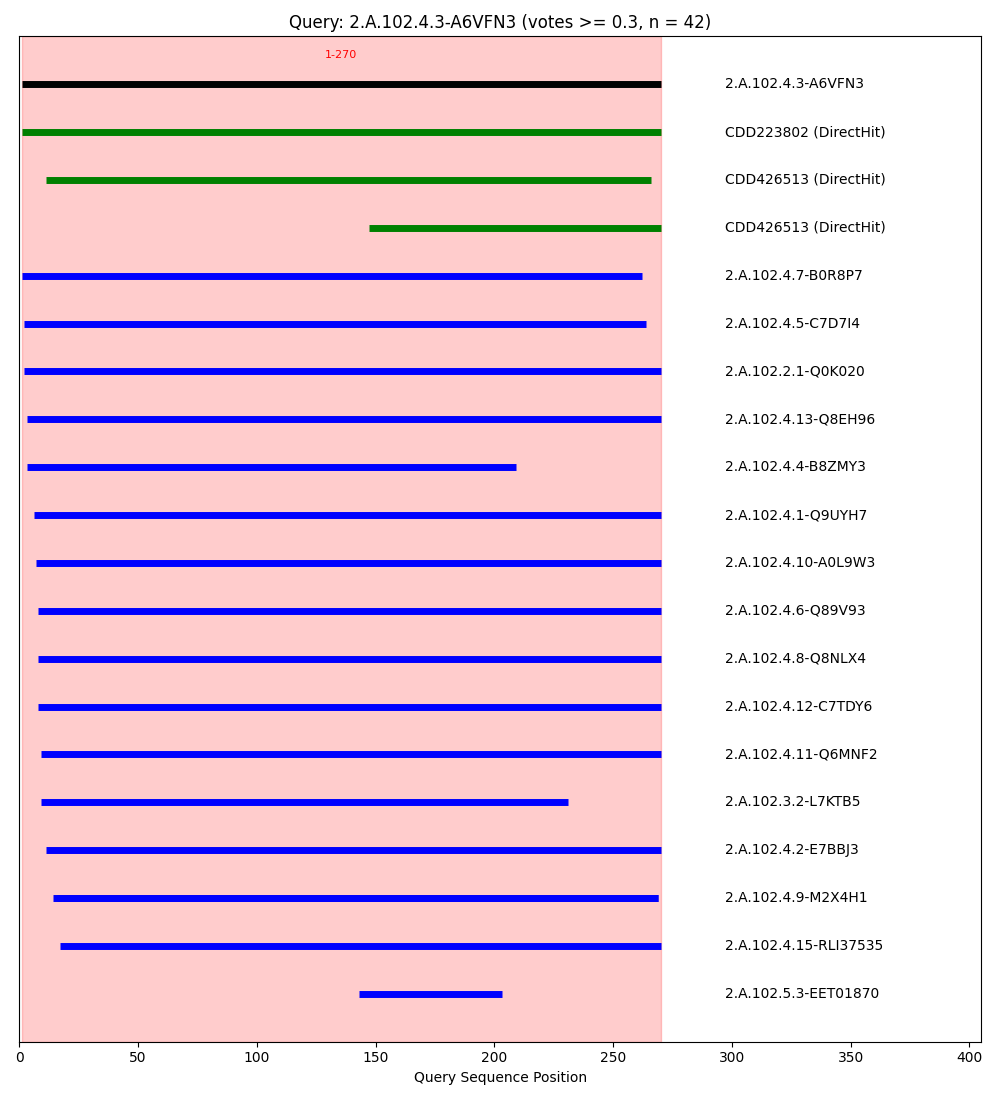 Query: 2.A.102.4.3-A6VFN3 (votes >= 0.3, n = 42)
1-270
2.A.102.4.3-A6VFN3
CDD223802 (DirectHit)
CDD426513 (DirectHit)
CDD426513 (DirectHit)
2.A.102.4.7-B0R8P7
2.A.102.4.5-C7D7I4
2.A.102.2.1-Q0K020
2.A.102.4.13-Q8EH96
2.A.102.4.4-B8ZMY3
2.A.102.4.1-Q9UYH7
2.A.102.4.10-A0L9W3
2.A.102.4.6-Q89V93
2.A.102.4.8-Q8NLX4
2.A.102.4.12-C7TDY6
2.A.102.4.11-Q6MNF2
2.A.102.3.2-L7KTB5
2.A.102.4.2-E7BBJ3
2.A.102.4.9-M2X4H1
2.A.102.4.15-RLI37535
2.A.102.5.3-EET01870
0 50 100 150 200 250 300 350 400
Query Sequence Position